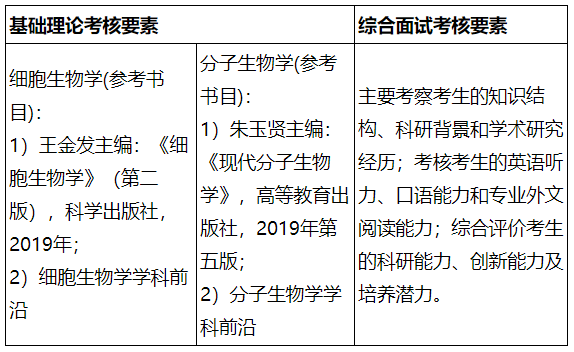 基础理论考核要素
综合面试考核要素
细胞生物学(参考书
目)：
1）王金发主编：《细
胞生物学》（第二
版），科学出版社，
2019年；
2）细胞生物学学科前
沿
分子生物学(参考
书目)：
1）朱玉贤主编：
《现代分子生物
学》，高等教育出
版社，2019年第
五版；
2）分子生物学学
科前沿
主要考察考生的知识结
构、科研背景和学术研究
经历；考核考生的英语听
力、口语能力和专业外文
阅读能力；综合评价考生
的科研能力、创新能力及
培养潜力。